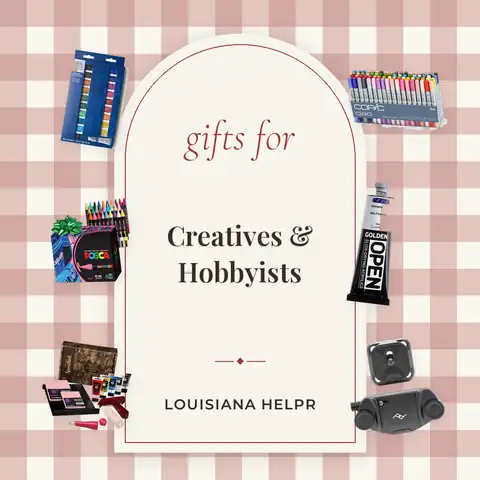 gifts for
Creatives &
Hobbyists
LOUISIANA HELPR
COPIC
POSCA
GOLDEN
OPEN